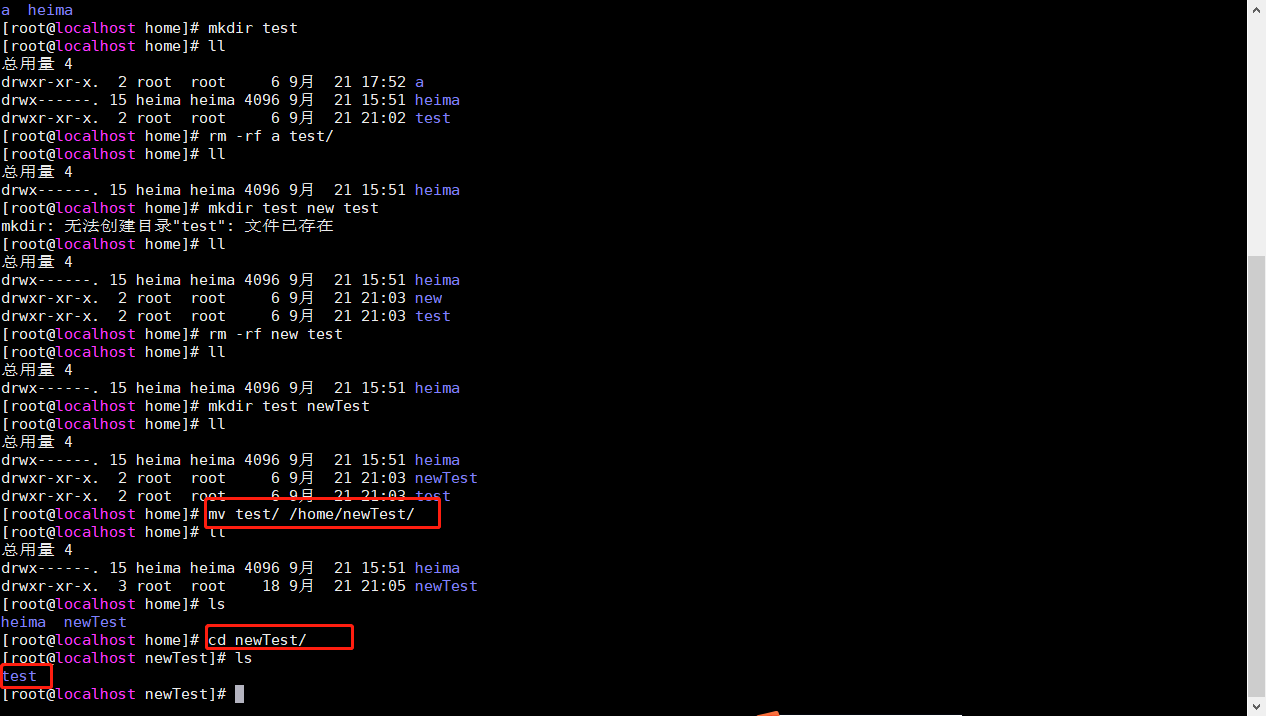 a  heima
[root@localhost home]# mkdir test
[root@localhost home]# ll
总用量 4
drwxr-xr-x.  2 root  root     6 9月  21 17:52 a
drwx------. 15 heima heima 4096 9月  21 15:51 heima
drwxr-xr-x.  2 root  root     6 9月  21 21:02 test
[root@localhost home]# rm -rf a test/
[root@localhost home]# ll
总用量 4
drwx------. 15 heima heima 4096 9月  21 15:51 heima
[root@localhost home]# mkdir test new test
mkdir: 无法创建目录"test": 文件已存在
[root@localhost home]# ll
总用量 4
drwx------. 15 heima heima 4096 9月  21 15:51 heima
drwxr-xr-x.  2 root  root     6 9月  21 21:03 new
drwxr-xr-x.  2 root  root     6 9月  21 21:03 test
[root@localhost home]# rm -rf new test
[root@localhost home]# ll
总用量 4
drwx------. 15 heima heima 4096 9月  21 15:51 heima
[root@localhost home]# mkdir test newTest
[root@localhost home]# ll
总用量 4
drwx------. 15 heima heima 4096 9月  21 15:51 heima
drwxr-xr-x.  2 root  root     6 9月  21 21:03 newTest
drwxr-xr-x.  2 root  root     6 9月  21 21:03 test
[root@localhost home]# mv test/ /home/newTest/
[root@localhost home]# ll
总用量 4
drwx------. 15 heima heima 4096 9月  21 15:51 heima
drwxr-xr-x.  3 root  root    18 9月  21 21:05 newTest
[root@localhost home]# ls
heima  newTest
[root@localhost home]# cd newTest/
[root@localhost newTest]# ls
test
[root@localhost newTest]#